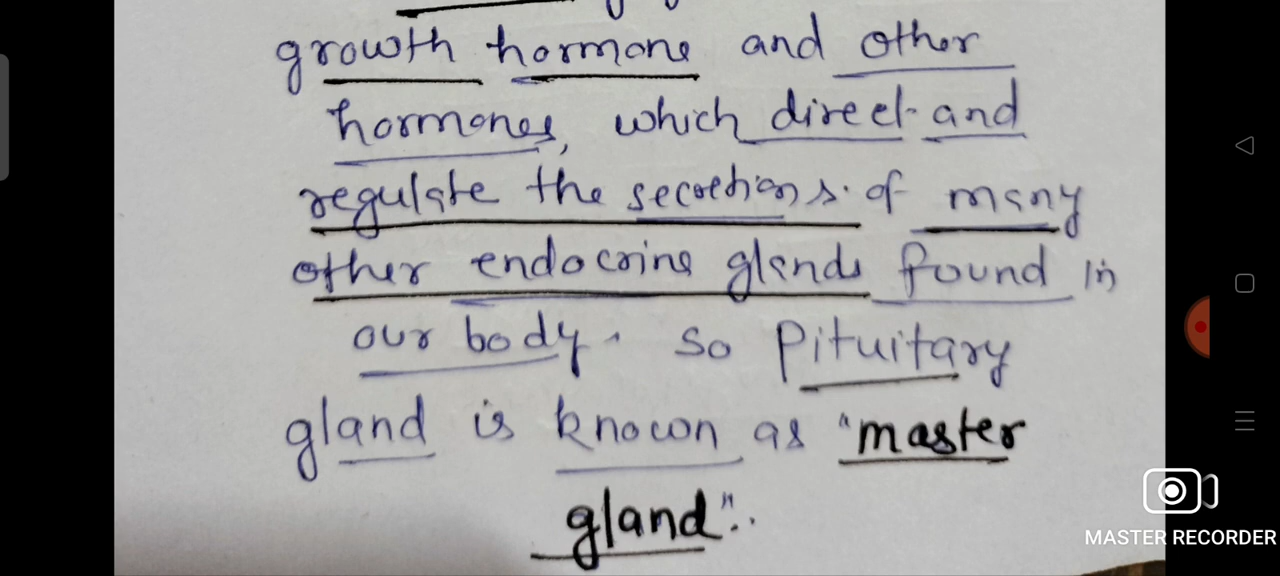 growth hormone and other
hormones, which direct and
regulate the secretions of many
other endocrine glands found in
our body. So Pituitary
gland is known as "master
gland".
MASTER RECORDER